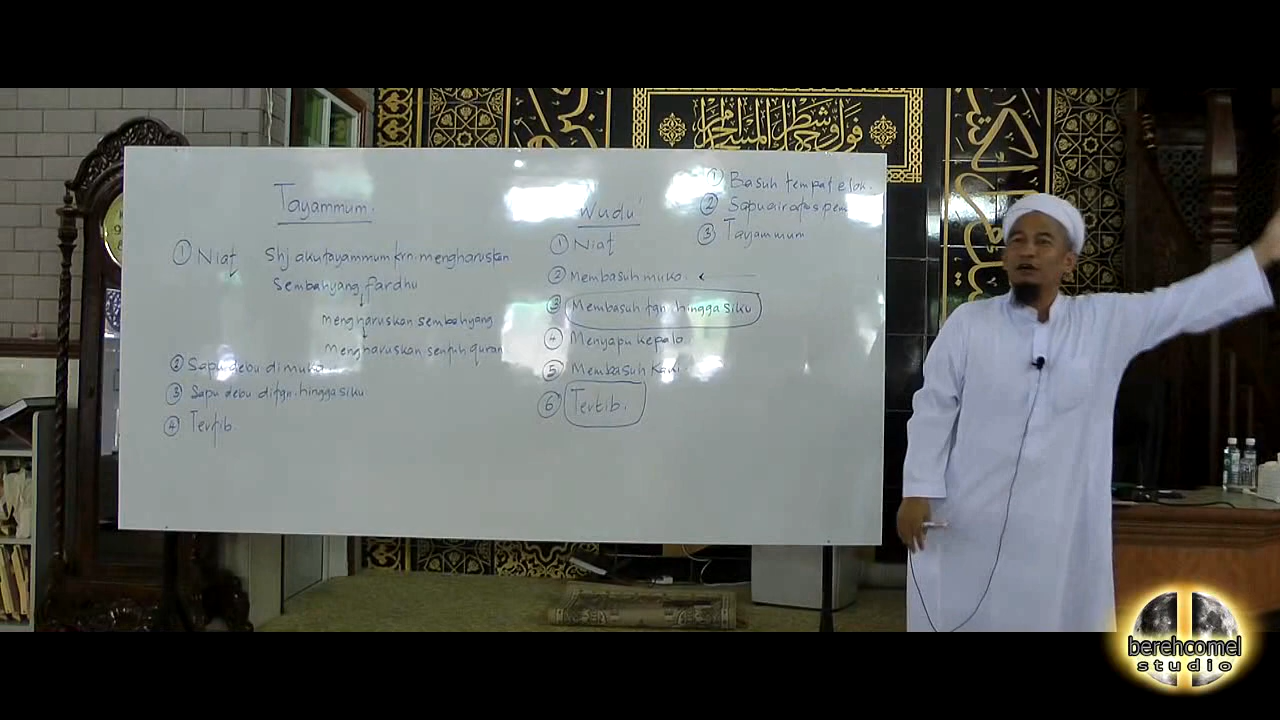 Tayammum.
① Niat Shj aku tayammum krn. mengharuskan
Sembahyang fardhu
mengharuskan sembahyang
mengharuskan sentuh quran
② Sapu debu di muko
③ Sapu debu di tgn. hingga siku
④ Tertib
Wudu'
① Niat
② Membasuh muko.
③ Membasuh tgn. hingga siku
④ Menyapu kepalo
⑤ Membasuh kaki.
⑥ Tertib.
① Basuh tempat elok.
② Sapu air atas pem
③ Tayammum
berehcomel
studio